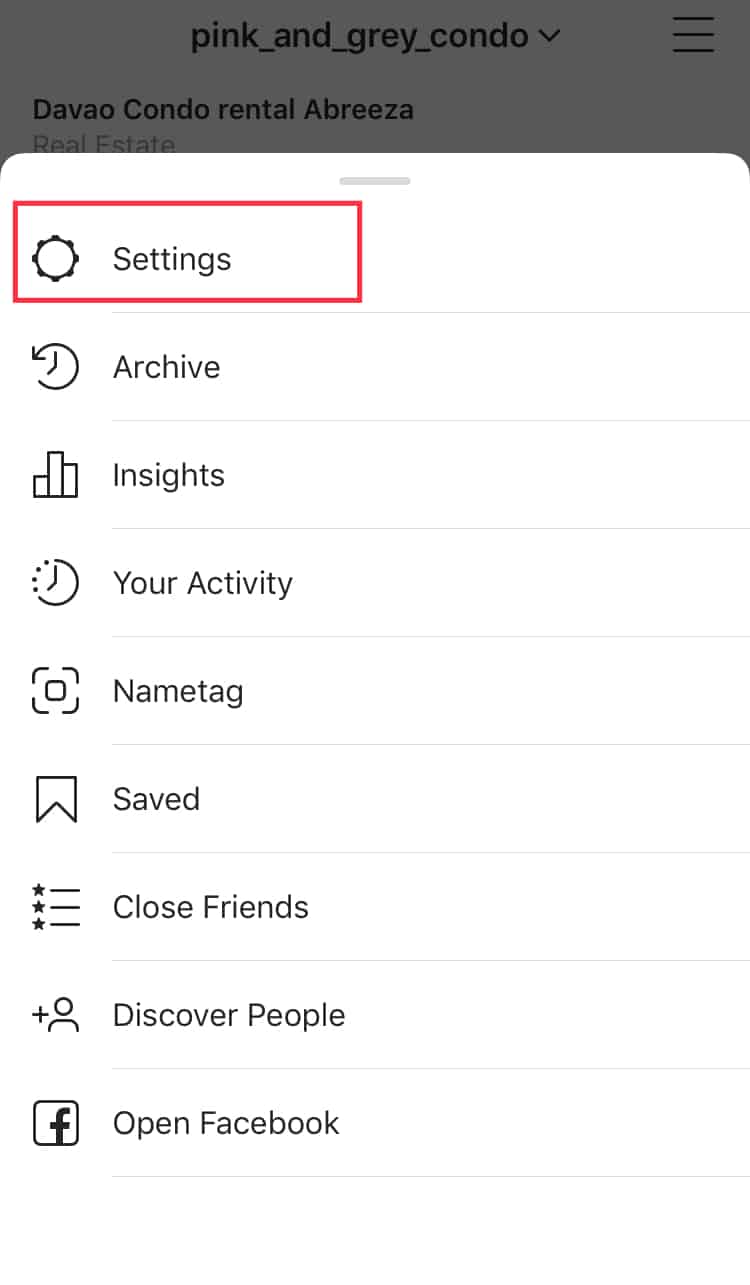 pink_and_grey_condo
Davao Condo rental Abreeza
Real Estate
Settings
Archive
Insights
Your Activity
Nametag
Saved
Close Friends
Discover People
Open Facebook